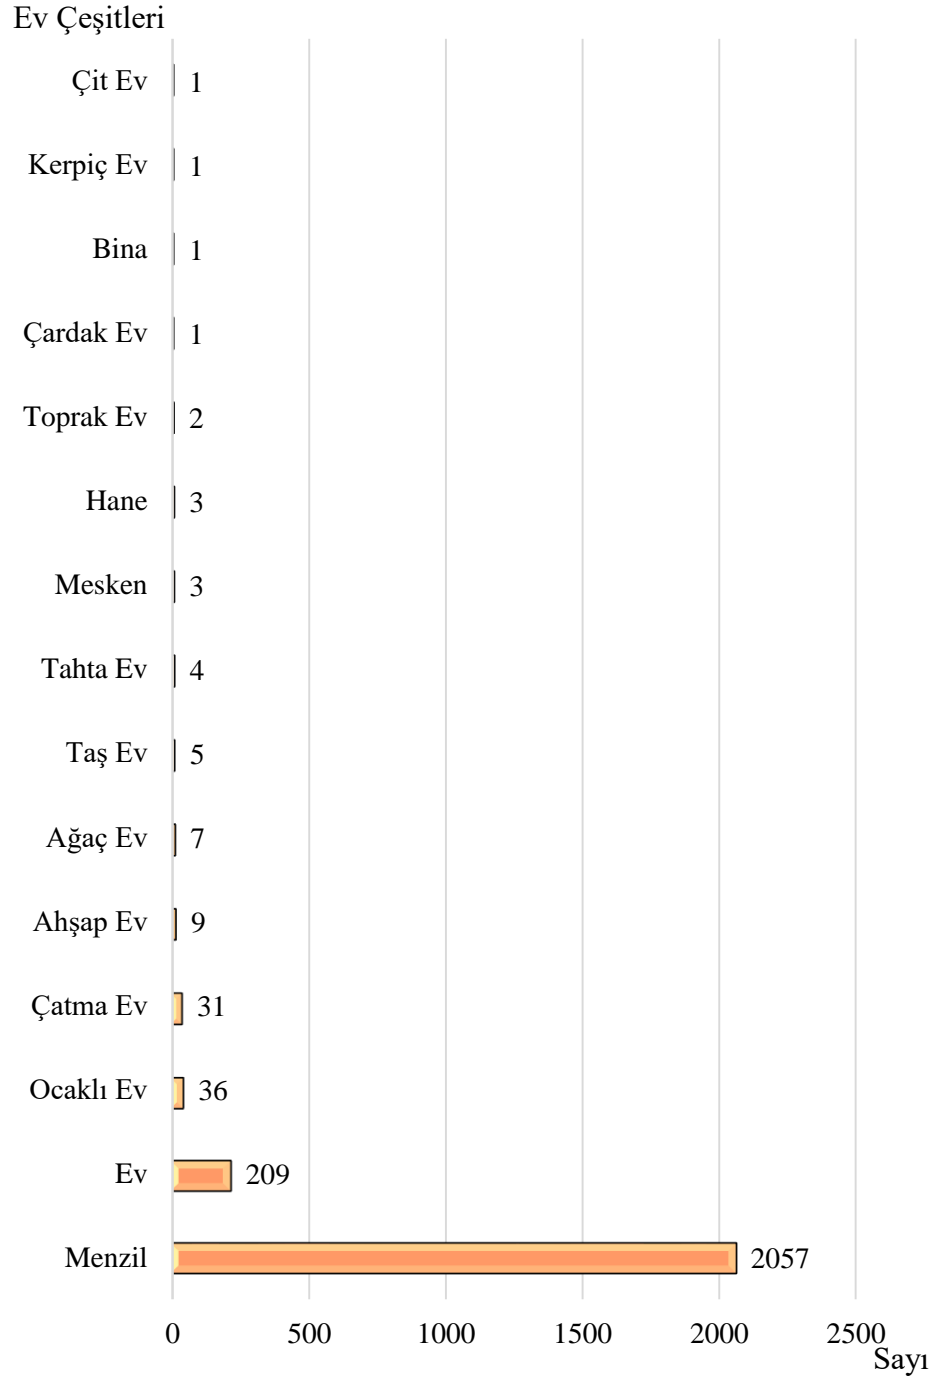 Ev Çeşitleri
Çit Ev 1
Kerpiç Ev 1
Bina 1
Çardak Ev 1
Toprak Ev 2
Hane 3
Mesken 3
Tahta Ev 4
Taş Ev 5
Ağaç Ev 7
Ahşap Ev 9
Çatma Ev 31
Ocaklı Ev 36
Ev 209
Menzil 2057
0 500 1000 1500 2000 2500
Sayı